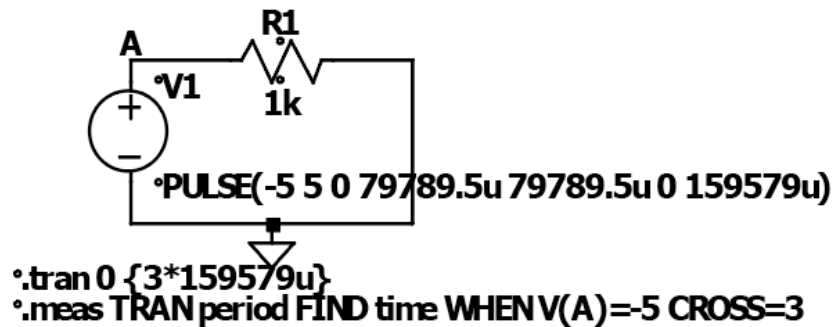 R1
A
V1
1k
PULSE(-5 5 0 79789.5u 79789.5u 0 159579u)
.tran 0 {3*159579u}
.meas TRAN period FIND time WHEN V(A)=-5 CROSS=3